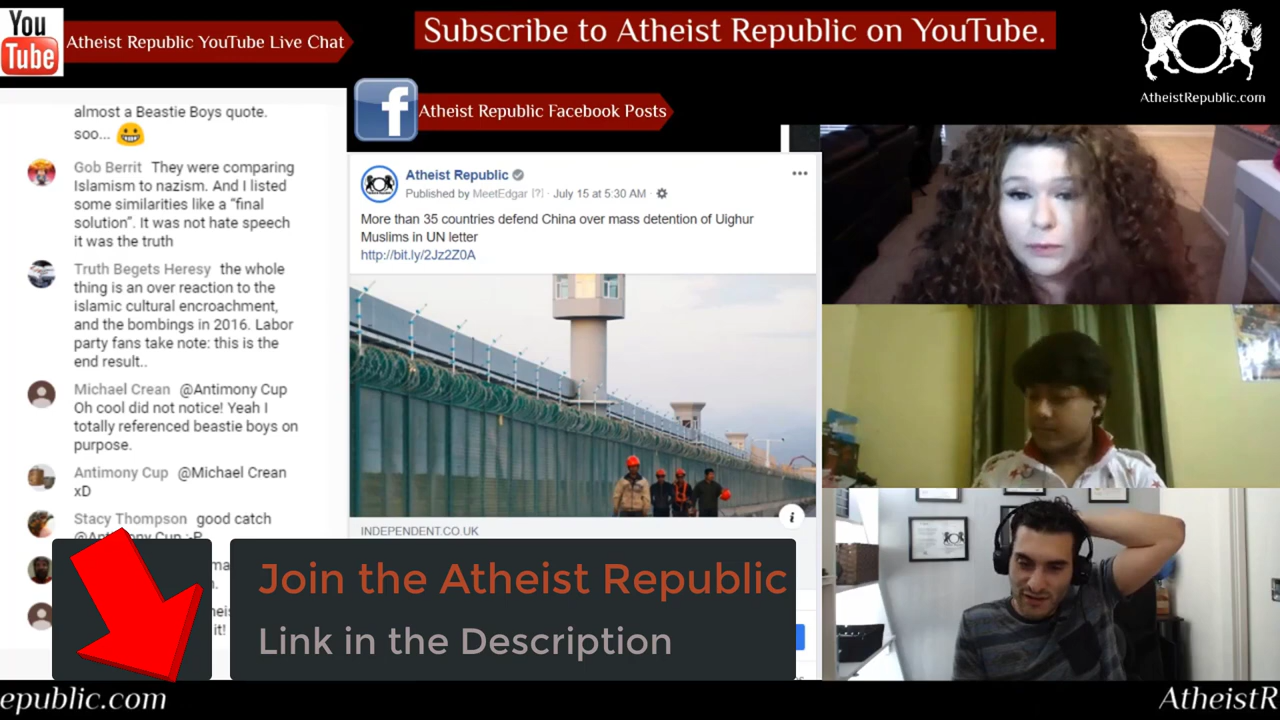 You
Tube
Atheist Republic YouTube Live Chat
Subscribe to Atheist Republic on YouTube.
AtheistRepublic.com
f
Atheist Republic Facebook Posts
almost a Beastie Boys quote.
soo...
Gob Berrit They were comparing
Islamism to nazism. And I listed
some similarities like a "final
solution". It was not hate speech
it was the truth
Truth Begets Heresy the whole
thing is an over reaction to the
islamic cultural encroachment,
and the bombings in 2016. Labor
party fans take note: this is the
end result..
Michael Crean @Antimony Cup
Oh cool did not notice! Yeah I
totally referenced beastie boys on
purpose.
Antimony Cup @Michael Crean
xD
Stacy Thompson good catch
Atheist Republic
Published by MeetEdgar [?] · July 15 at 5:30 AM ·
More than 35 countries defend China over mass detention of Uighur
Muslims in UN letter
http://bit.ly/2Jz2Z0A
i
INDEPENDENT.CO.UK
Join the Atheist Republic
Link in the Description
epublic.com
AtheistR